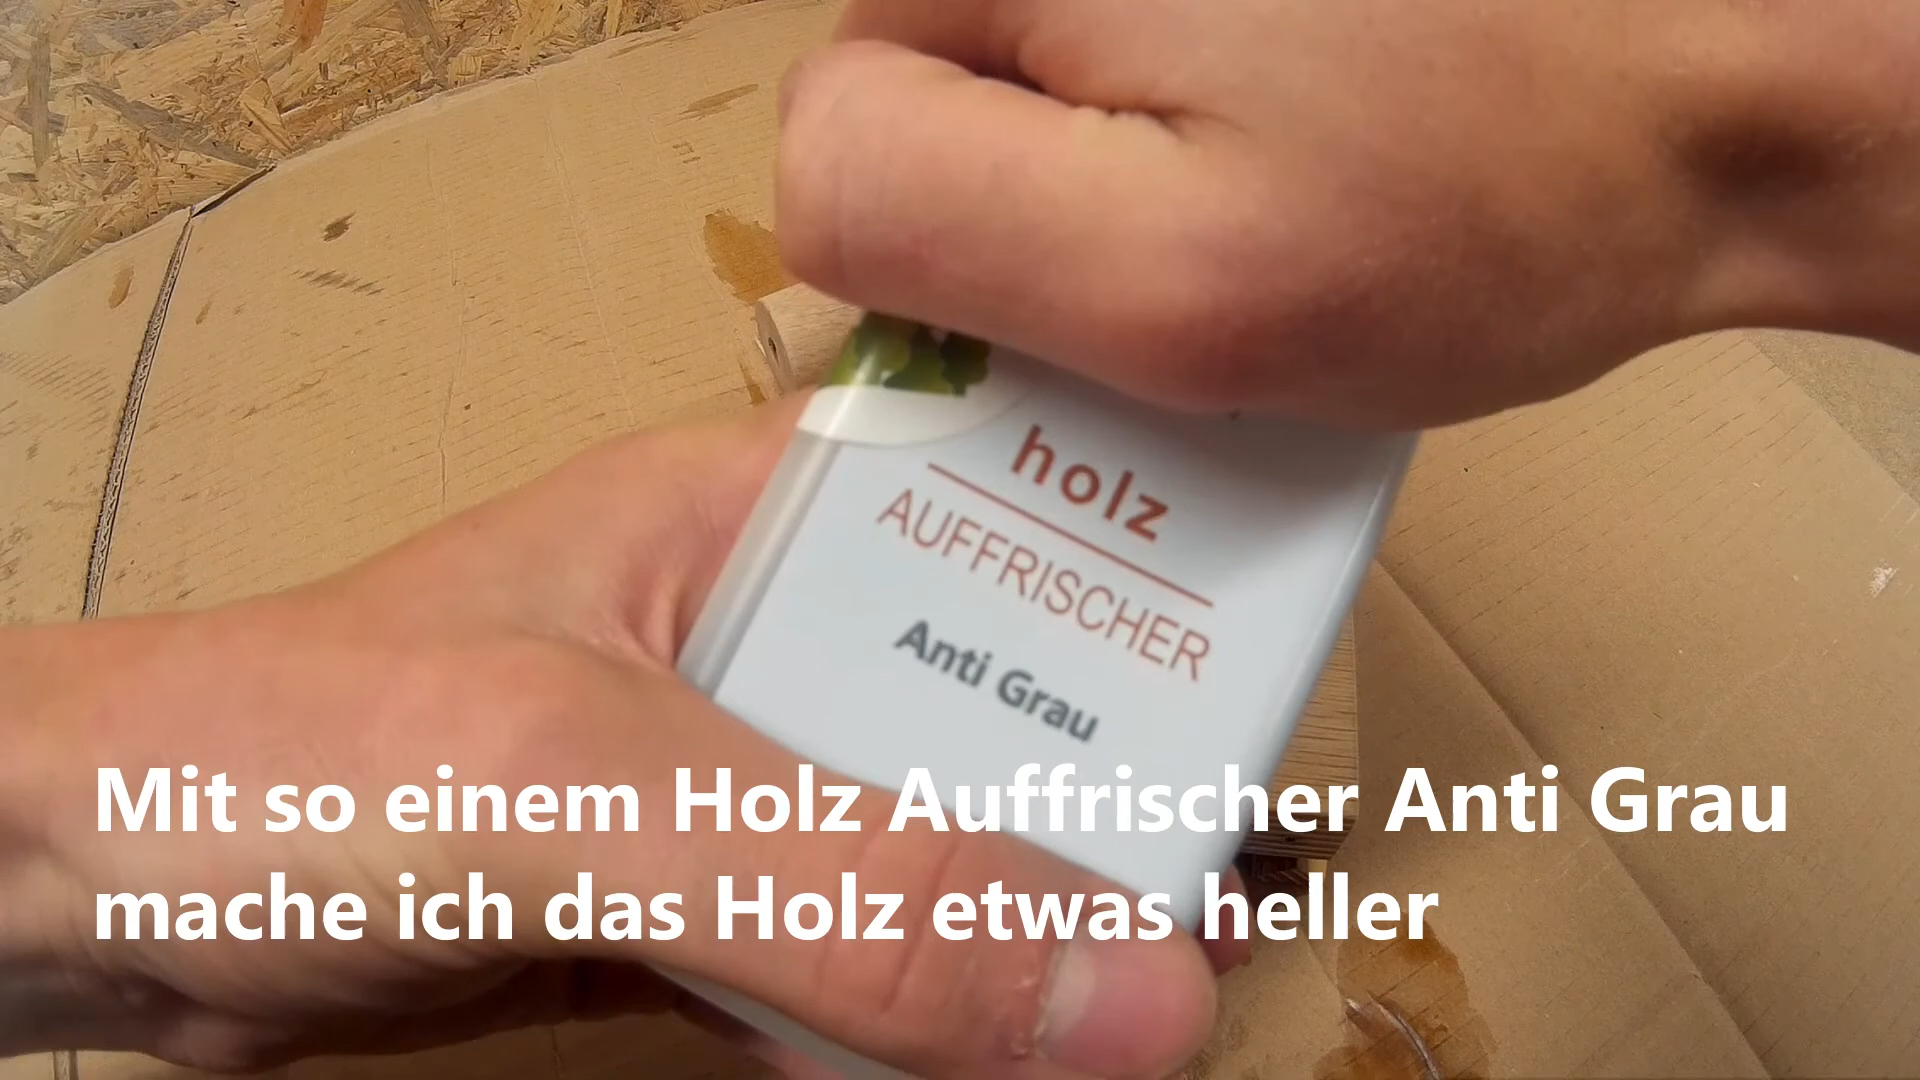 holz
AUFFRISCHER
Anti Grau
Mit so einem Holz Auffrischer Anti Grau
mache ich das Holz etwas heller